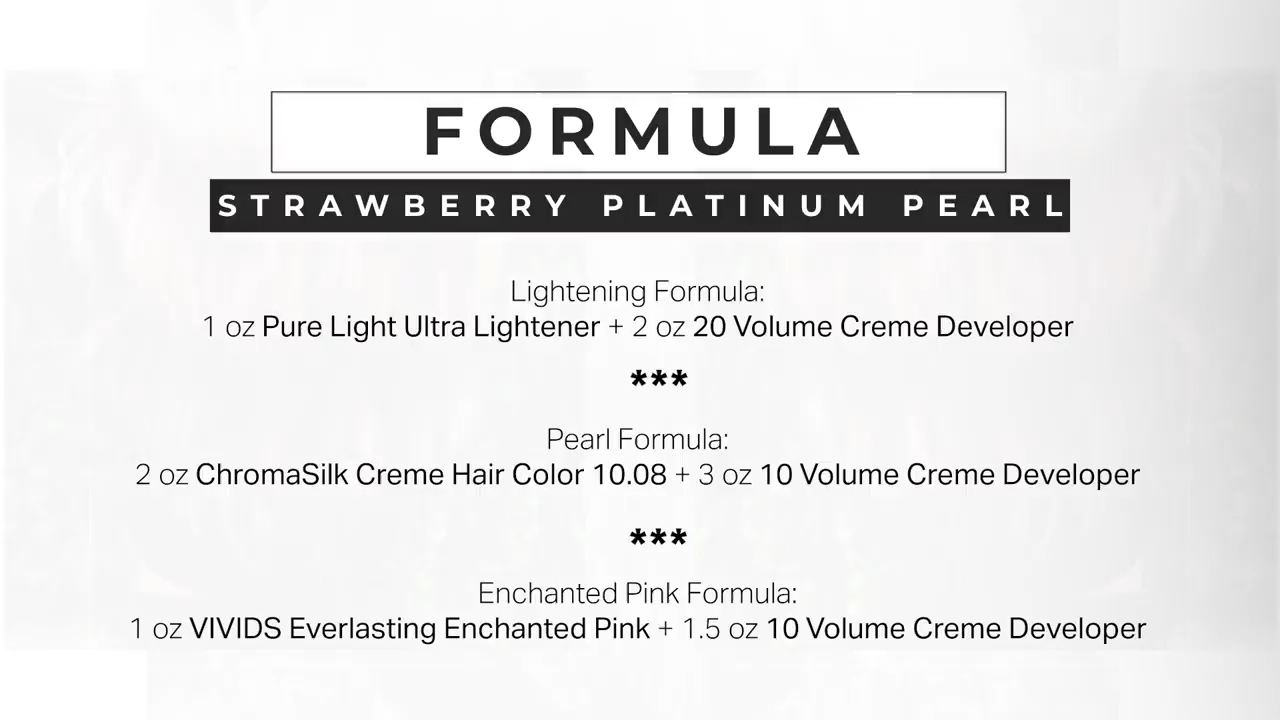 FORMULA
STRAWBERRY PLATINUM PEARL
Lightening Formula:
1 oz Pure Light Ultra Lightener + 2 oz 20 Volume Creme Developer
***
Pearl Formula:
2 oz ChromaSilk Creme Hair Color 10.08 + 3 oz 10 Volume Creme Developer
***
Enchanted Pink Formula:
1 oz VIVIDS Everlasting Enchanted Pink + 1.5 oz 10 Volume Creme Developer